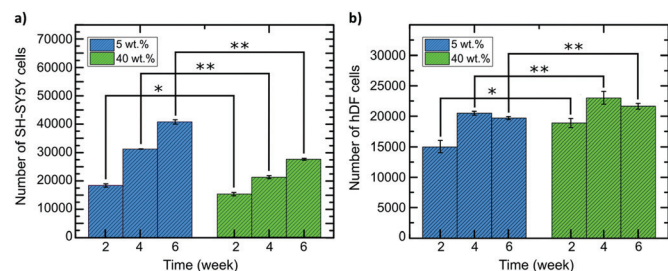 a)
Number of SH-SY5Y cells
75000
70000
60000
50000
40000
30000
20000
10000
0
5 wt.%
40 wt.%
*
**
**
2 4 6 2 4 6
Time (week)
b)
Number of hDF cells
30000
25000
20000
15000
10000
5000
0
5 wt.%
40 wt.%
*
**
**
2 4 6 2 4 6
Time (week)